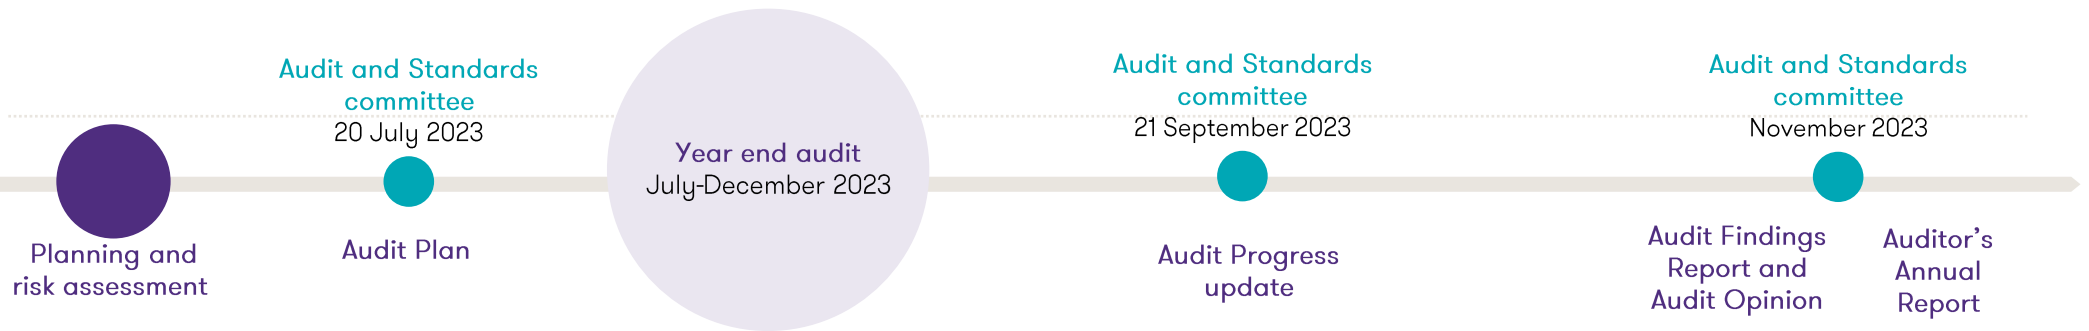 Planning and
risk assessment
Audit and Standards
committee
20 July 2023
Audit Plan
Year end audit
July-December 2023
Audit and Standards
committee
21 September 2023
Audit Progress
update
Audit and Standards
committee
November 2023
Audit Findings
Report and
Audit Opinion
Auditor’s
Annual
Report